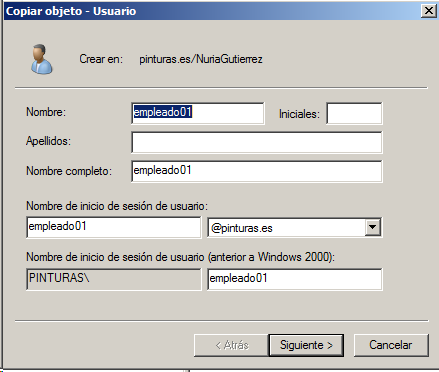 Copiar objeto - Usuario
Crear en: pinturas.es/NuriaGutierrez
Nombre: empleado01 Iniciales:
Apellidos:
Nombre completo: empleado01
Nombre de inicio de sesión de usuario:
empleado01 @pinturas.es
Nombre de inicio de sesión de usuario (anterior a Windows 2000):
PINTURAS\ empleado01
< Atrás Siguiente > Cancelar